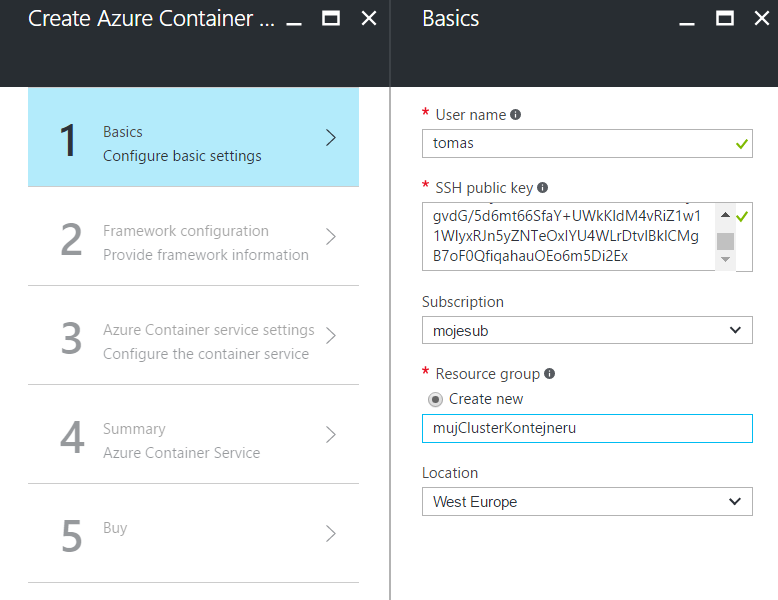 Create Azure Container ...
1
Basics
Configure basic settings
2
Framework configuration
Provide framework information
3
Azure Container service settings
Configure the container service
4
Summary
Azure Container Service
5
Buy
Basics
* User name
tomas
* SSH public key
gvdG/5d6mt66SfaY+UWkKIdM4vRiZ1w1
1WIyxRJn5yZNTeOxIYU4WLrDtvIBkICMg
B7oF0QfiqahauOEo6m5Di2Ex
Subscription
mojesub
* Resource group
Create new
mujClusterKontejneru
Location
West Europe